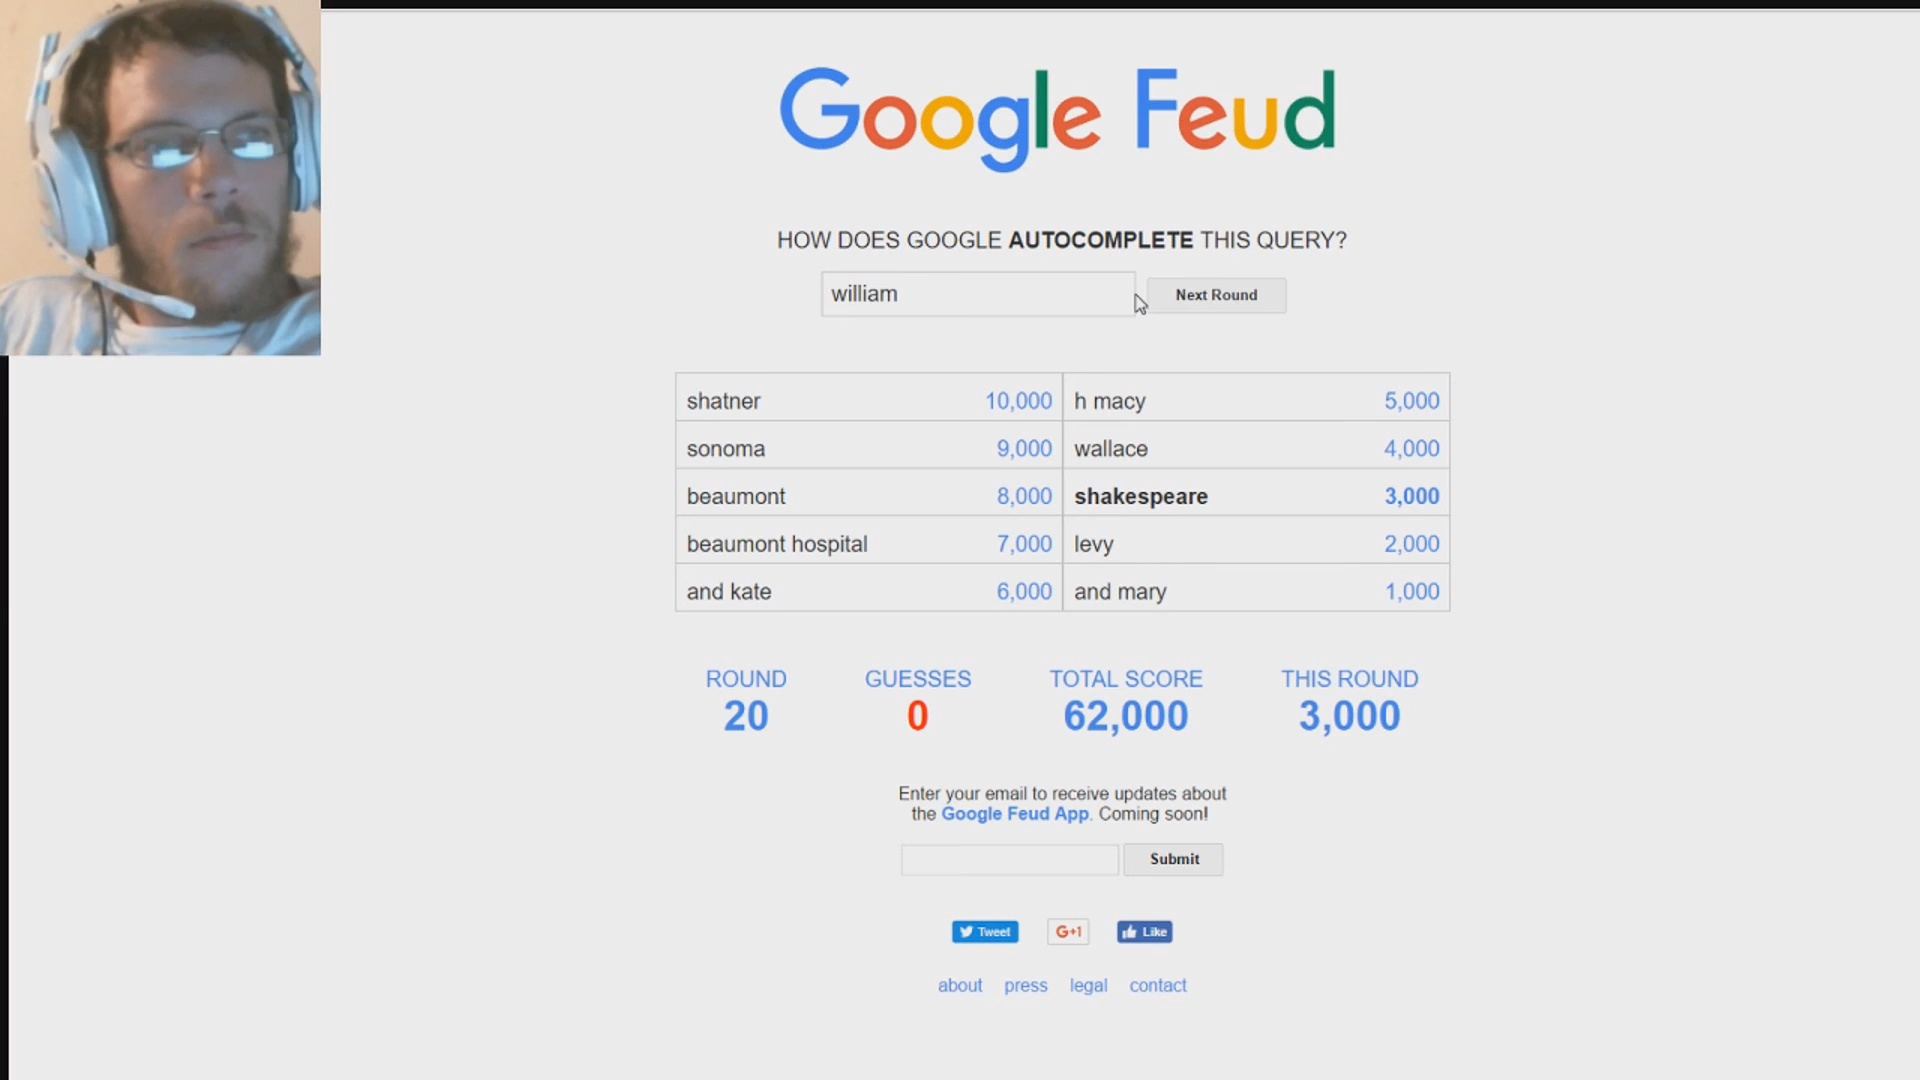 Google Feud
HOW DOES GOOGLE AUTOCOMPLETE THIS QUERY?
william
Next Round
shatner 10,000 h macy 5,000
sonoma 9,000 wallace 4,000
beaumont 8,000 shakespeare 3,000
beaumont hospital 7,000 levy 2,000
and kate 6,000 and mary 1,000
ROUND GUESSES TOTAL SCORE THIS ROUND
20 0 62,000 3,000
Enter your email to receive updates about
the Google Feud App. Coming soon!
Submit
Tweet G+1 Like
about press legal contact